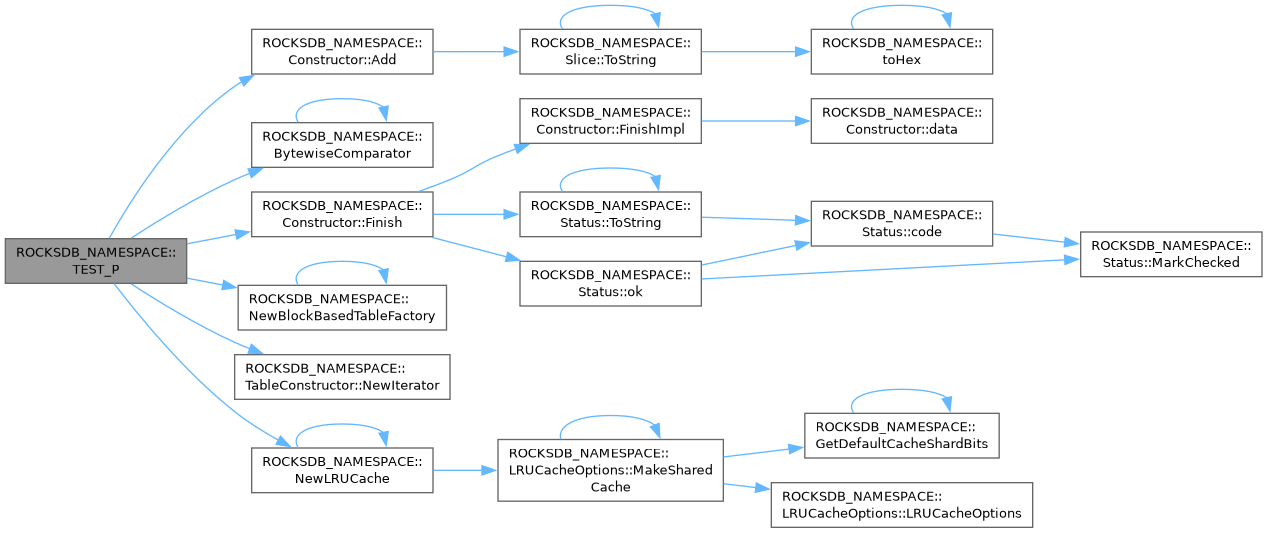 ROCKSDB_NAMESPACE::
TEST_P
ROCKSDB_NAMESPACE::
Constructor::Add
ROCKSDB_NAMESPACE::
Slice::ToString
ROCKSDB_NAMESPACE::
toHex
ROCKSDB_NAMESPACE::
BytewiseComparator
ROCKSDB_NAMESPACE::
Constructor::Finish
ROCKSDB_NAMESPACE::
Constructor::FinishImpl
ROCKSDB_NAMESPACE::
Constructor::data
ROCKSDB_NAMESPACE::
Status::ToString
ROCKSDB_NAMESPACE::
Status::code
ROCKSDB_NAMESPACE::
Status::MarkChecked
ROCKSDB_NAMESPACE::
Status::ok
ROCKSDB_NAMESPACE::
NewBlockBasedTableFactory
ROCKSDB_NAMESPACE::
TableConstructor::NewIterator
ROCKSDB_NAMESPACE::
NewLRUCache
ROCKSDB_NAMESPACE::
LRUCacheOptions::MakeShared
Cache
ROCKSDB_NAMESPACE::
GetDefaultCacheShardBits
ROCKSDB_NAMESPACE::
LRUCacheOptions::LRUCacheOptions